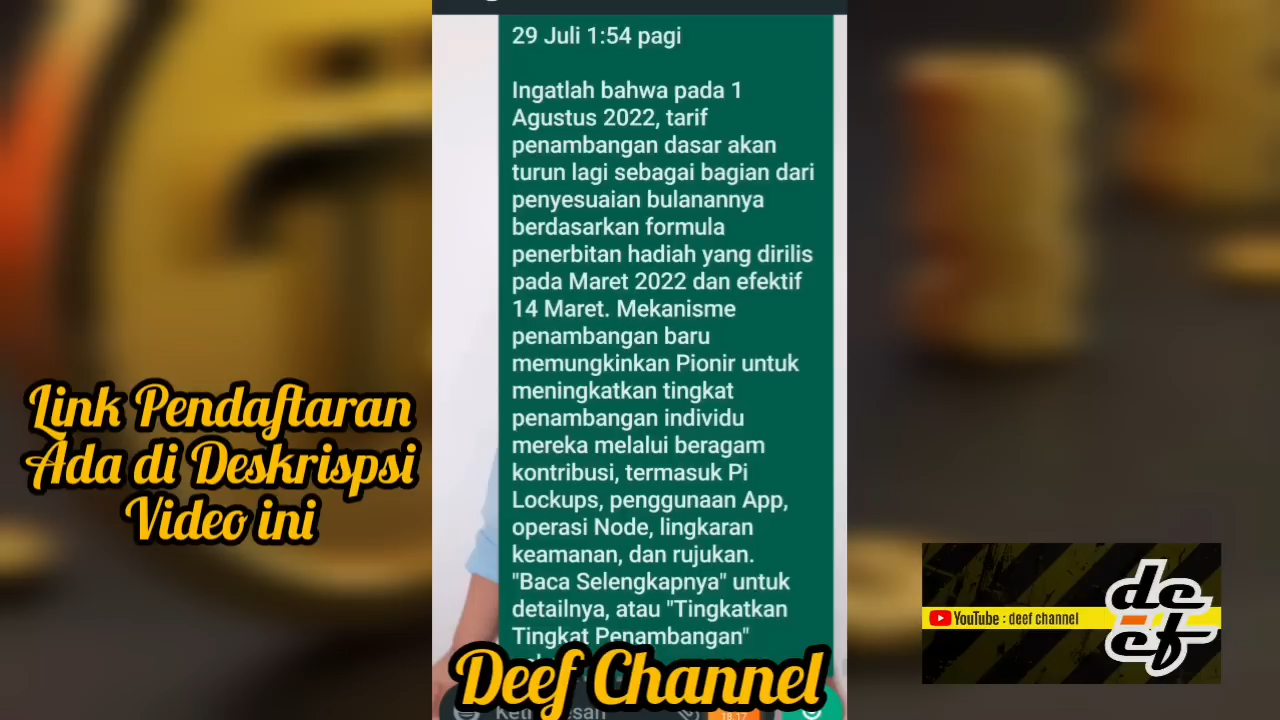 29 Juli 1:54 pagi
Ingatlah bahwa pada 1
Agustus 2022, tarif
penambangan dasar akan
turun lagi sebagai bagian dari
penyesuaian bulanannya
berdasarkan formula
penerbitan hadiah yang dirilis
pada Maret 2022 dan efektif
14 Maret. Mekanisme
penambangan baru
memungkinkan Pionir untuk
meningkatkan tingkat
penambangan individu
mereka melalui beragam
kontribusi, termasuk Pi
Lockups, penggunaan App,
operasi Node, lingkaran
keamanan, dan rujukan.
"Baca Selengkapnya" untuk
detailnya, atau "Tingkatkan
Tingkat Penambangan"
Link Pendaftaran
Ada di Deskrispsi
Video ini
Deef Channel
18.17
YouTube : deef channel
deef